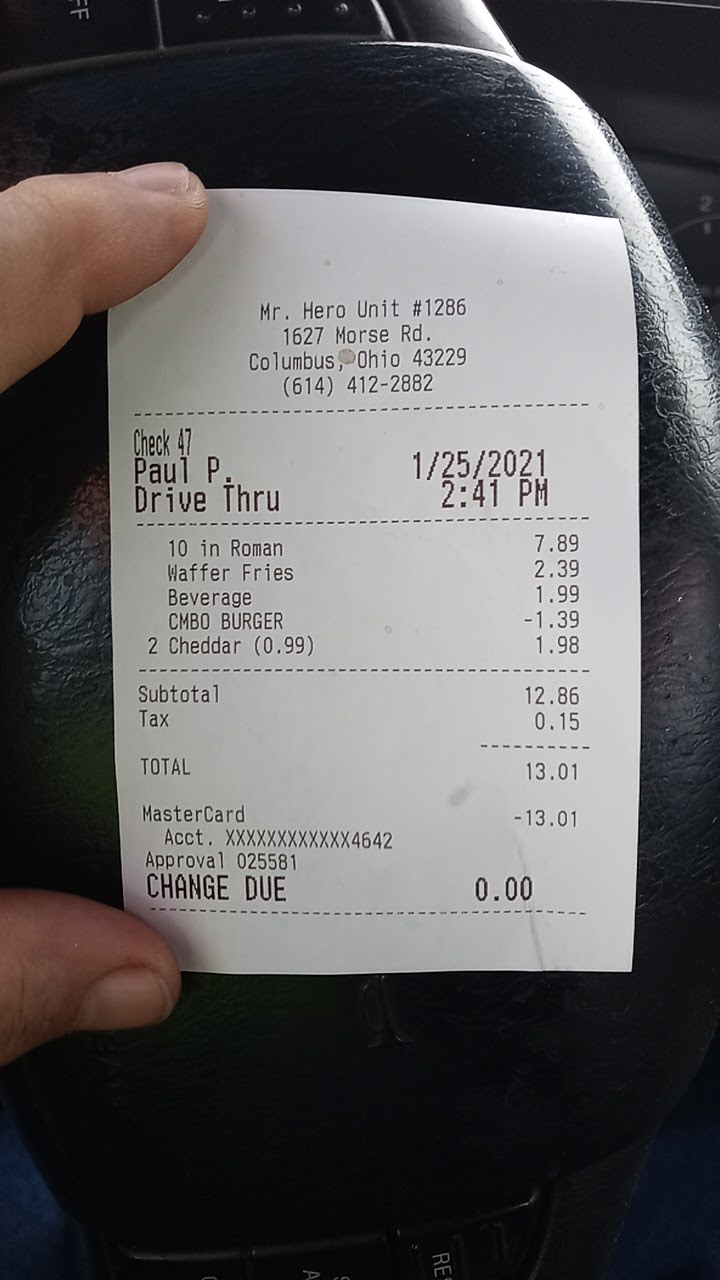 FF
2
1
Mr. Hero Unit #1286
1627 Morse Rd.
Columbus, Ohio 43229
(614) 412-2882
Check 47
Paul P. 1/25/2021
Drive Thru 2:41 PM
10 in Roman 7.89
Waffer Fries 2.39
Beverage 1.99
CMBO BURGER -1.39
2 Cheddar (0.99) 1.98
Subtotal 12.86
Tax 0.15
TOTAL 13.01
MasterCard -13.01
Acct. XXXXXXXXXXXX4642
Approval 025581
CHANGE DUE 0.00